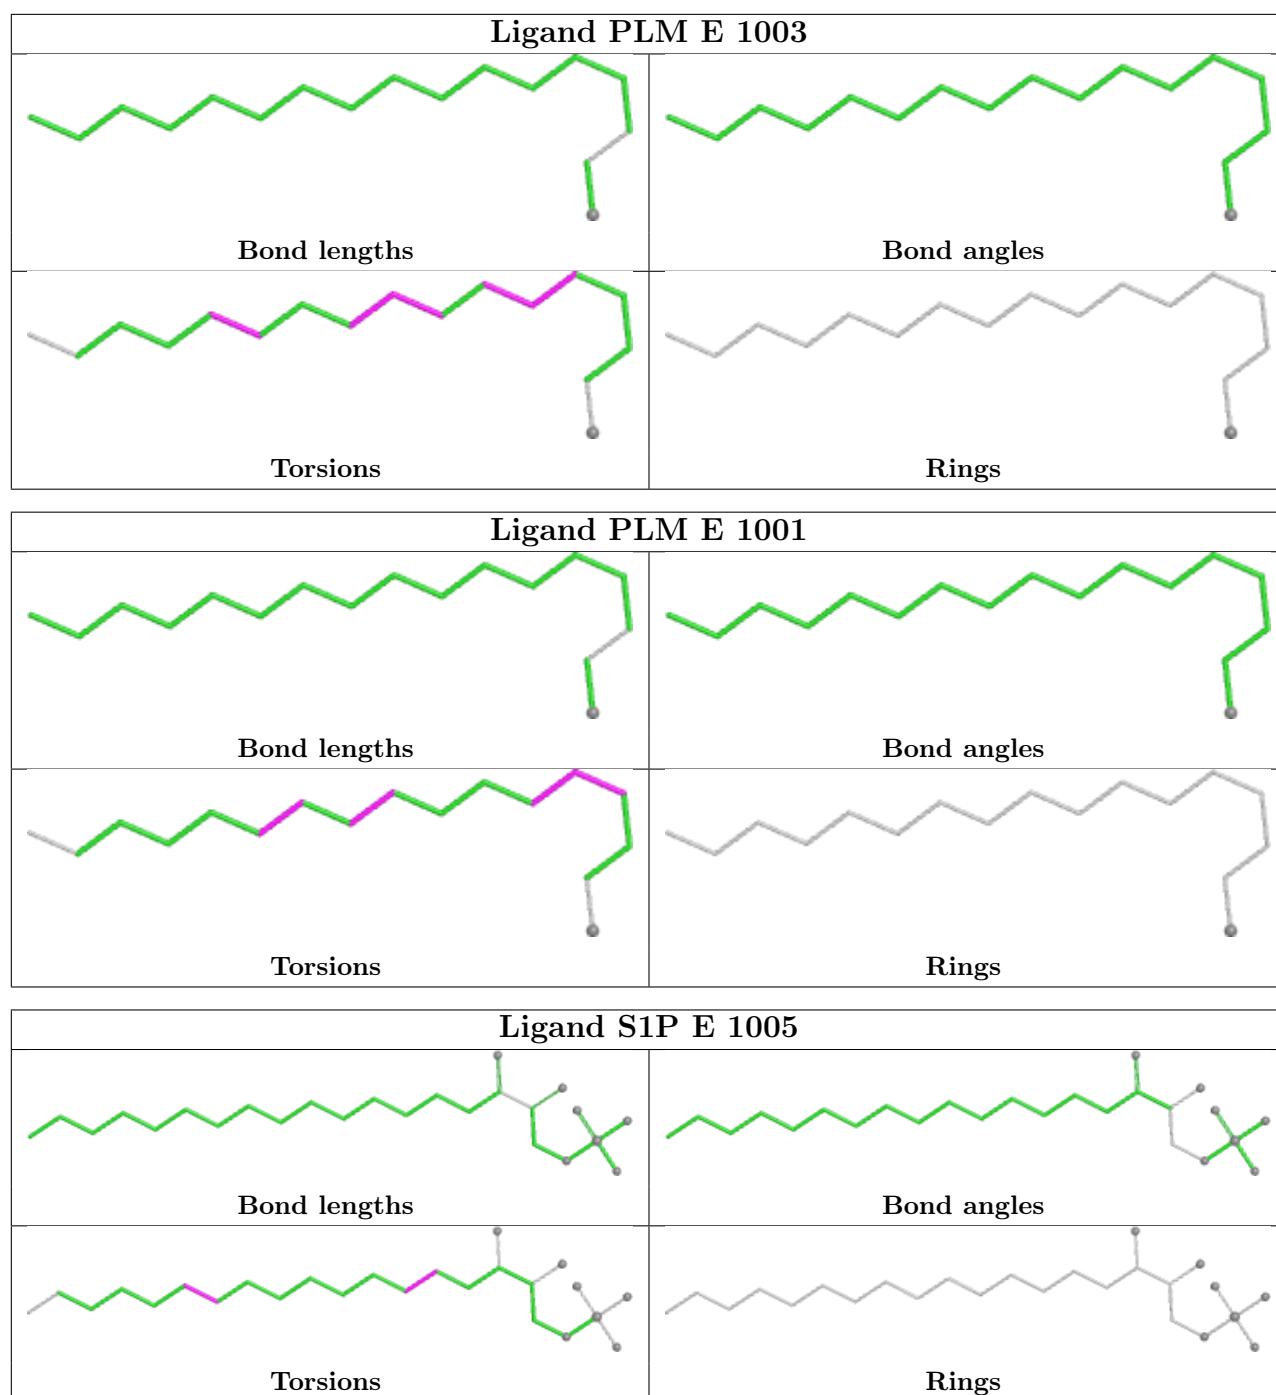 Ligand PLM E 1003
Bond lengths
Bond angles
Torsions
Rings
Ligand PLM E 1001
Bond lengths
Bond angles
Torsions
Rings
Ligand S1P E 1005
Bond lengths
Bond angles
Torsions
Rings